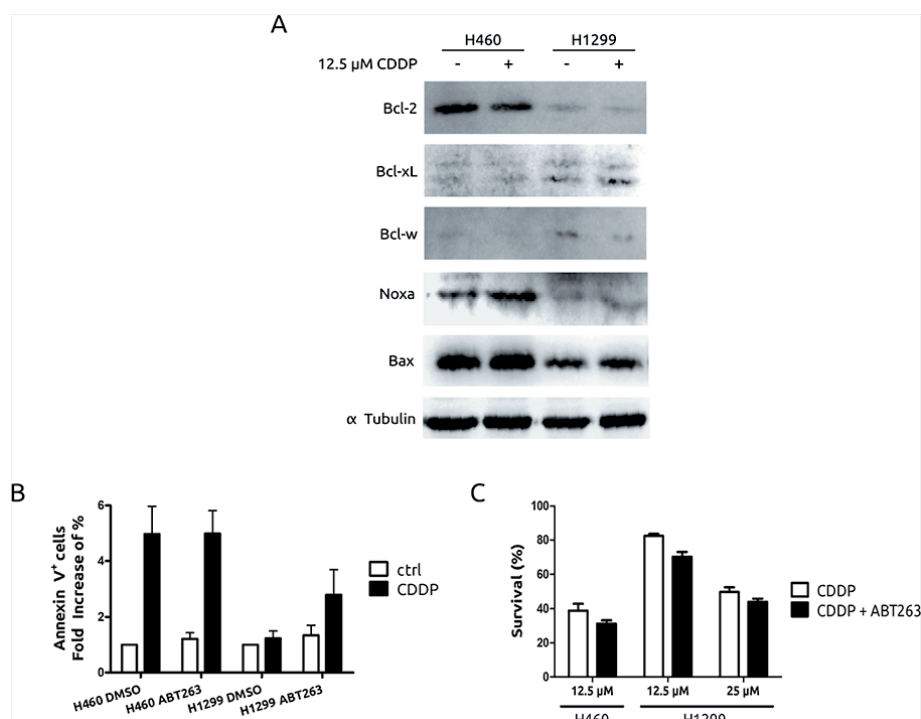 A
H460 H1299
12.5 µM CDDP - + - +
Bcl-2
Bcl-xL
Bcl-w
Noxa
Bax
α Tubulin
B
Annexin V+ cells
Fold Increase of %
6
4
2
0
H460 DMSO
H460 ABT263
H1299 DMSO
H1299 ABT263
ctrl
CDDP
C
Survival (%)
100
80
60
40
20
0
12.5 µM 12.5 µM 25 µM
H460 H1299
CDDP
CDDP + ABT263